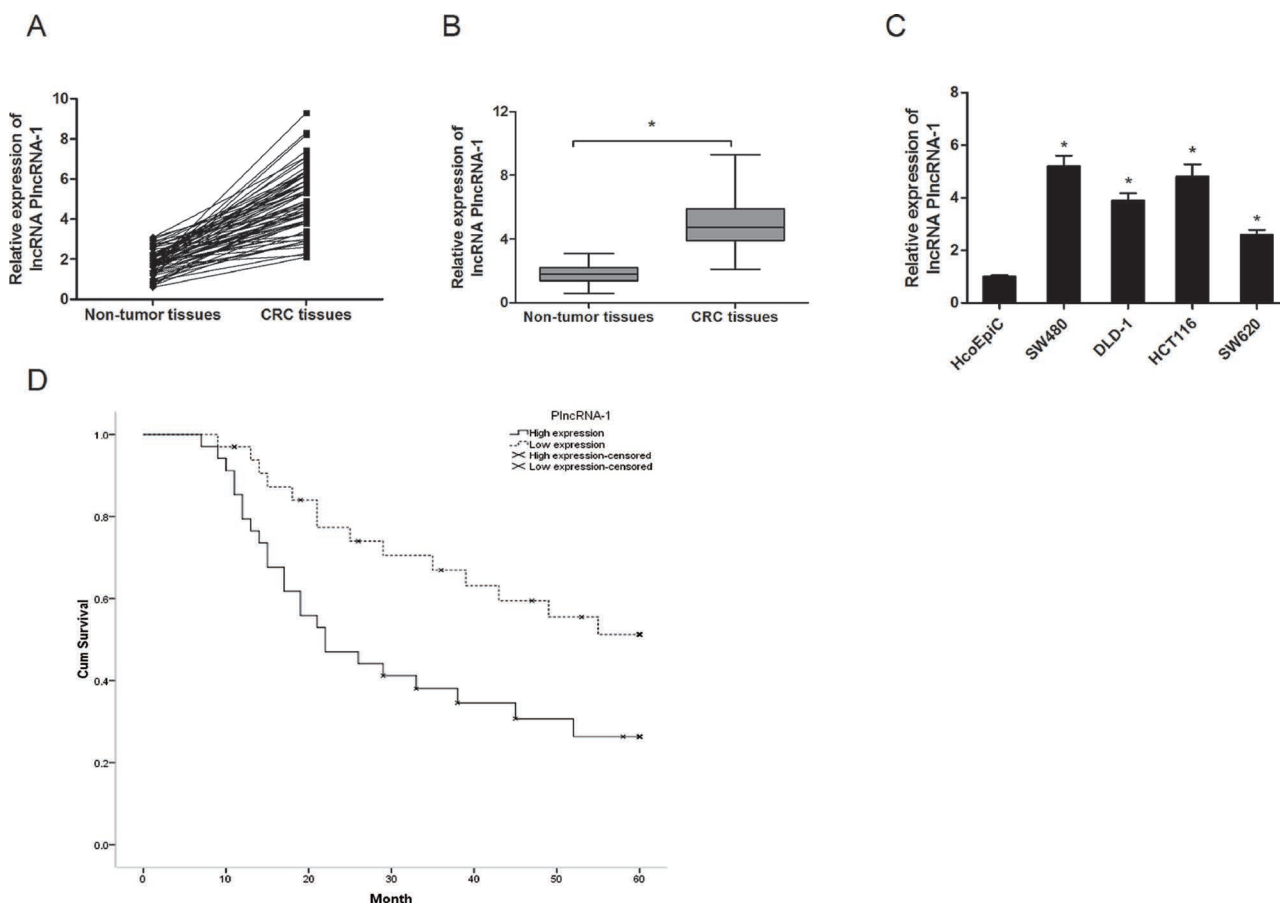 A
Relative expression of
lncRNA PlncRNA-1
10
8
6
4
2
0
Non-tumor tissues
CRC tissues
B
Relative expression of
lncRNA PlncRNA-1
12
8
4
0
*
Non-tumor tissues
CRC tissues
C
Relative expression of
lncRNA PlncRNA-1
8
6
4
2
0
*
*
*
*
HcoEpiC
SW480
DLD-1
HCT116
SW620
D
PlncRNA-1
High expression
Low expression
High expression-censored
Low expression-censored
Cum Survival
1.0
0.8
0.6
0.4
0.2
0.0
0
10
20
30
40
50
60
Month